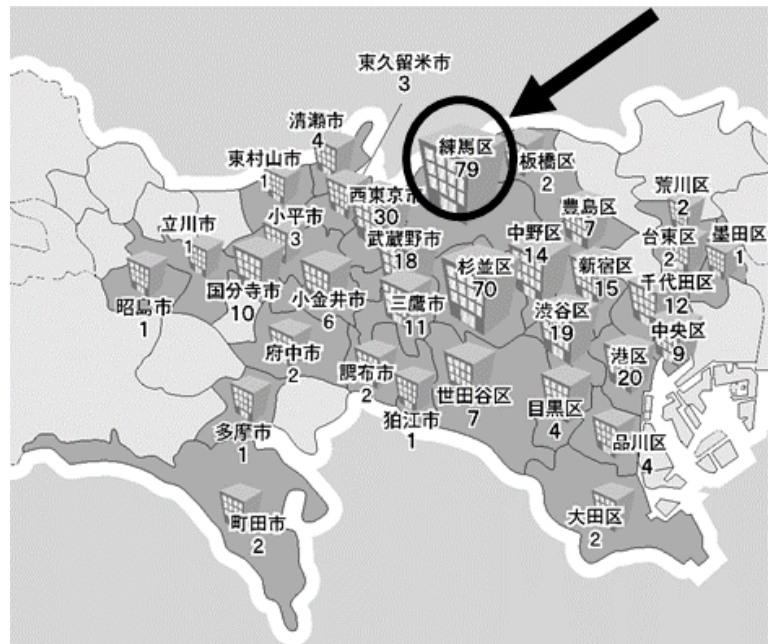 東久留米市
3
清瀬市
4
練馬区
79
東村山市
1
板橋区
2
西東京市
30
荒川区
2
豊島区
7
立川市
1
小平市
3
武蔵野市
18
中野区
14
台東区
2
墨田区
1
杉並区
70
新宿区
15
千代田区
12
昭島市
1
国分寺市
10
小金井市
6
三鷹市
11
渋谷区
19
中央区
9
府中市
2
調布市
2
港区
20
世田谷区
7
狛江市
1
目黒区
4
多摩市
1
品川区
4
町田市
2
大田区
2